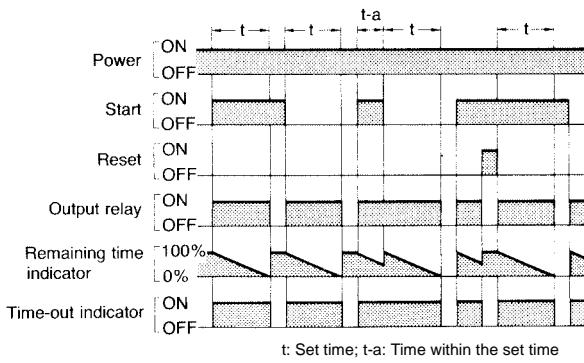 t t t-a t t
Power ON
OFF
Start ON
OFF
Reset ON
OFF
Output relay ON
OFF
Remaining time indicator 100%
0%
Time-out indicator ON
OFF
t: Set time; t-a: Time within the set time